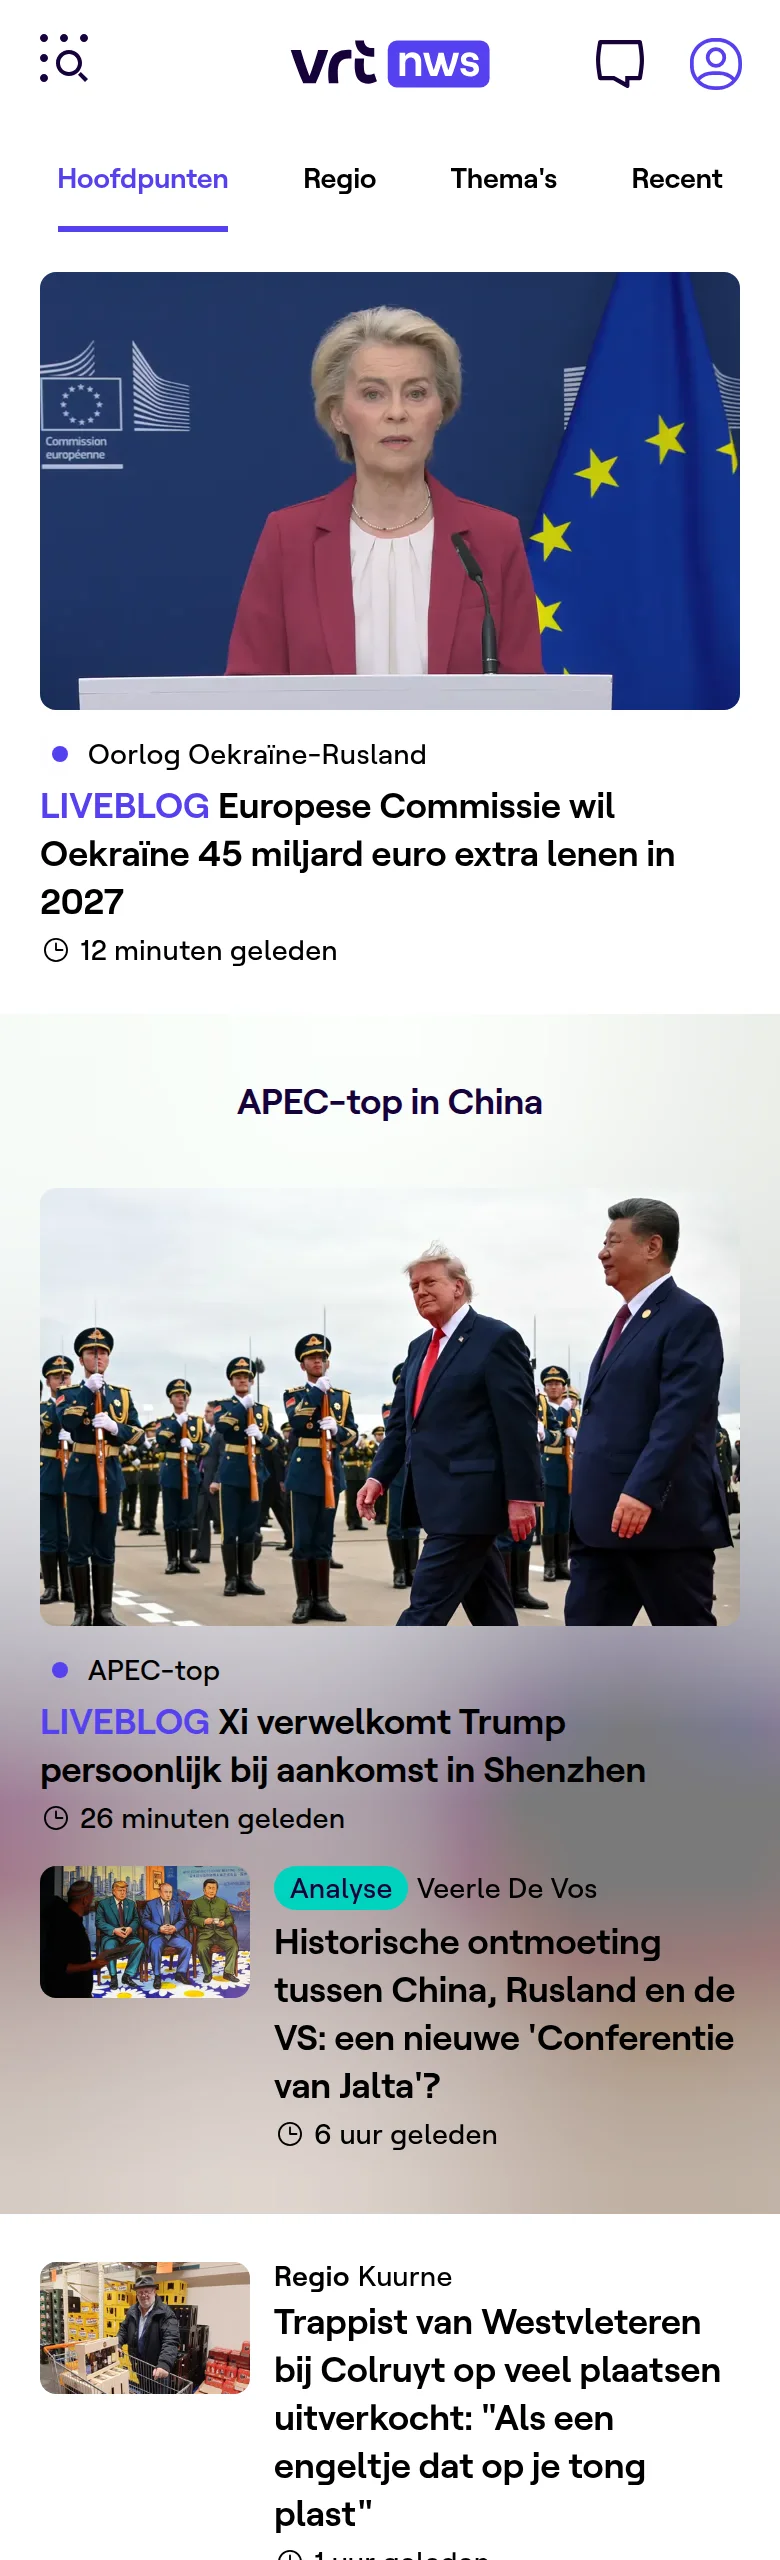 vrt nws
Hoofdpunten Regio Thema's Recent
Commission
européenne
Oorlog Oekraïne-Rusland
LIVEBLOG Europese Commissie wil
Oekraïne 45 miljard euro extra lenen in
2027
12 minuten geleden
APEC-top in China
APEC-top
LIVEBLOG Xi verwelkomt Trump
persoonlijk bij aankomst in Shenzhen
26 minuten geleden
Analyse Veerle De Vos
Historische ontmoeting
tussen China, Rusland en de
VS: een nieuwe 'Conferentie
van Jalta'?
6 uur geleden
Regio Kuurne
Trappist van Westvleteren
bij Colruyt op veel plaatsen
uitverkocht: "Als een
engeltje dat op je tong
plast"
1 uur geleden